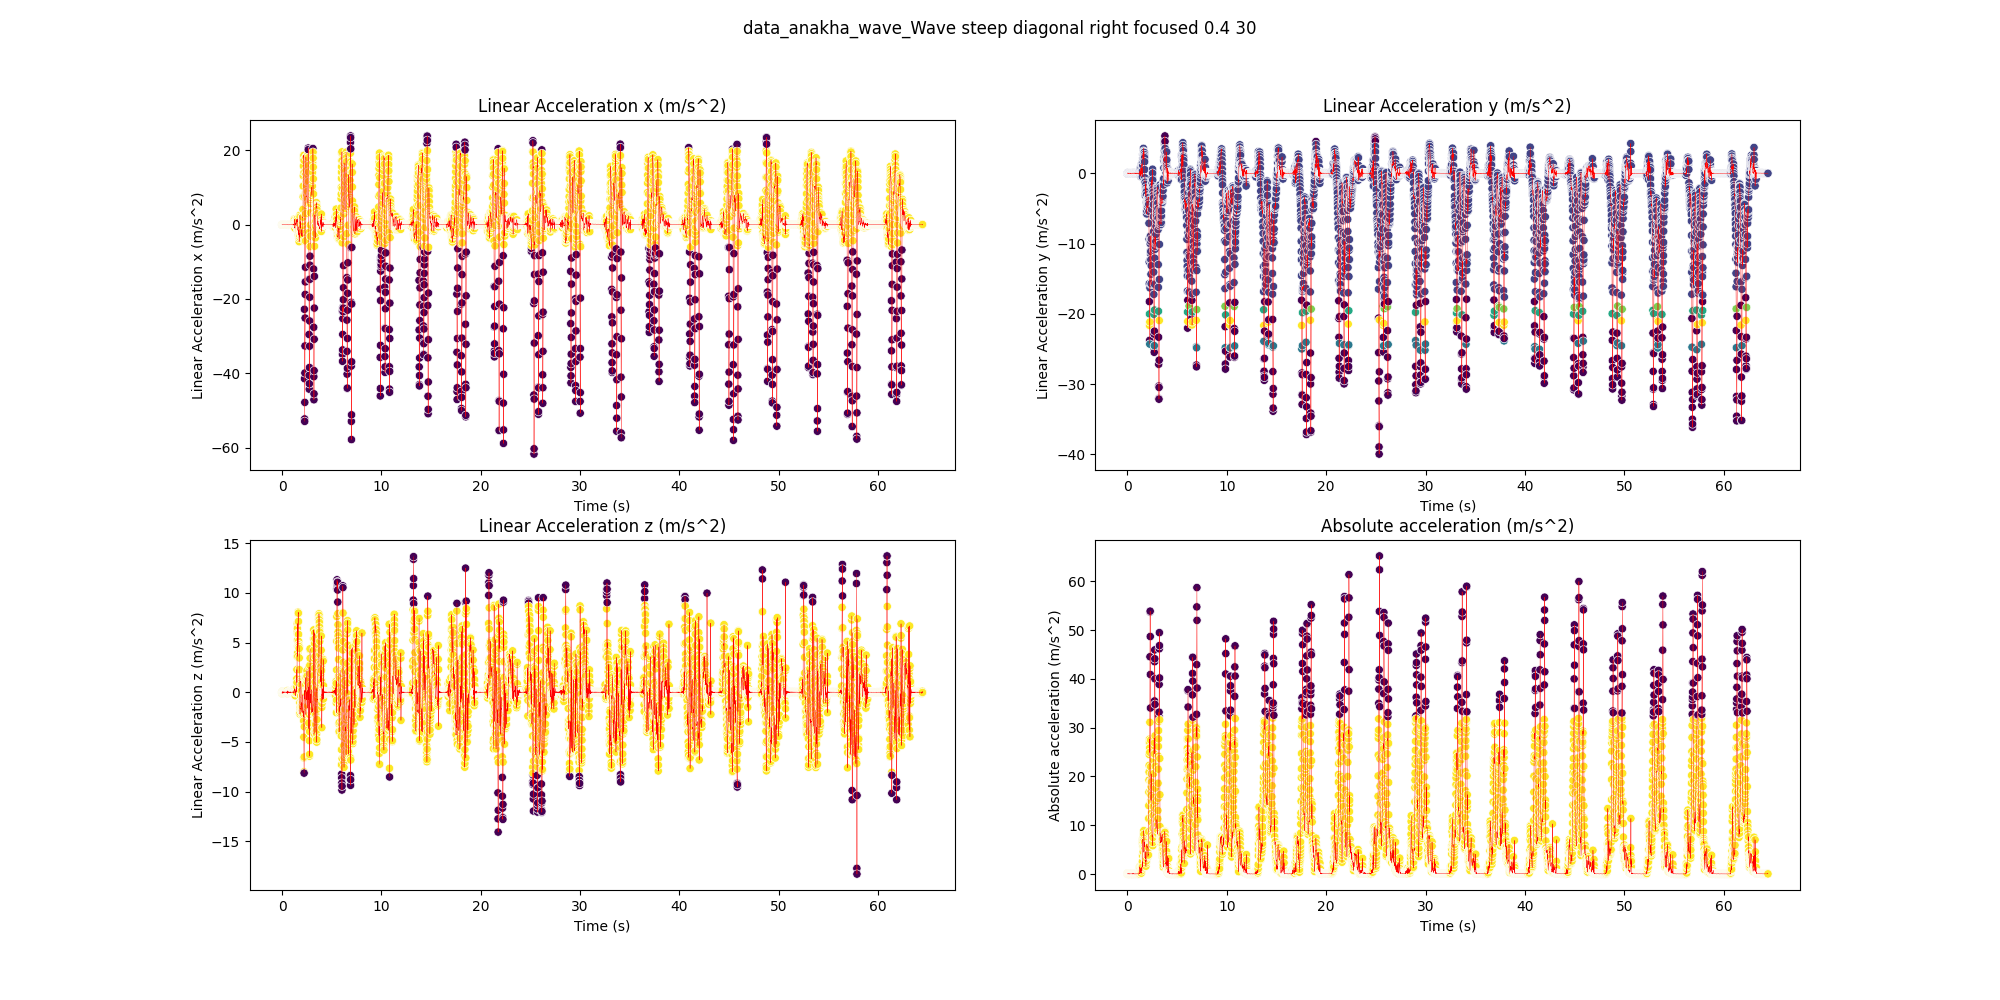 data_anakha_wave_Wave steep diagonal right focused 0.4 30
Linear Acceleration x (m/s^2)
Linear Acceleration x (m/s^2)
20
0
−20
−40
−60
0 10 20 30 40 50 60
Time (s)
Linear Acceleration y (m/s^2)
Linear Acceleration y (m/s^2)
0
−10
−20
−30
−40
0 10 20 30 40 50 60
Time (s)
Linear Acceleration z (m/s^2)
Linear Acceleration z (m/s^2)
15
10
5
0
−5
−10
−15
0 10 20 30 40 50 60
Time (s)
Absolute acceleration (m/s^2)
Absolute acceleration (m/s^2)
60
50
40
30
20
10
0
0 10 20 30 40 50 60
Time (s)